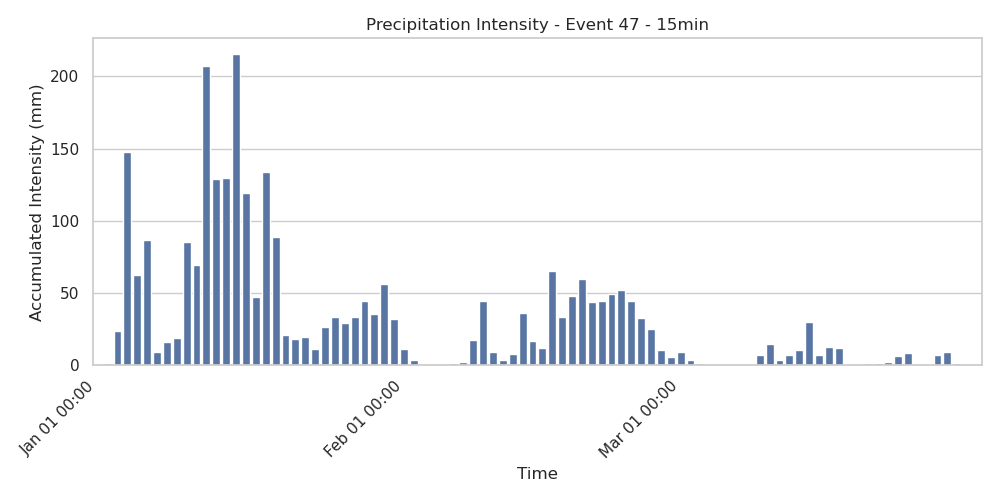 Precipitation Intensity - Event 47 - 15min
Accumulated Intensity (mm)
200
150
100
50
0
Jan 01 00:00
Feb 01 00:00
Mar 01 00:00
Time